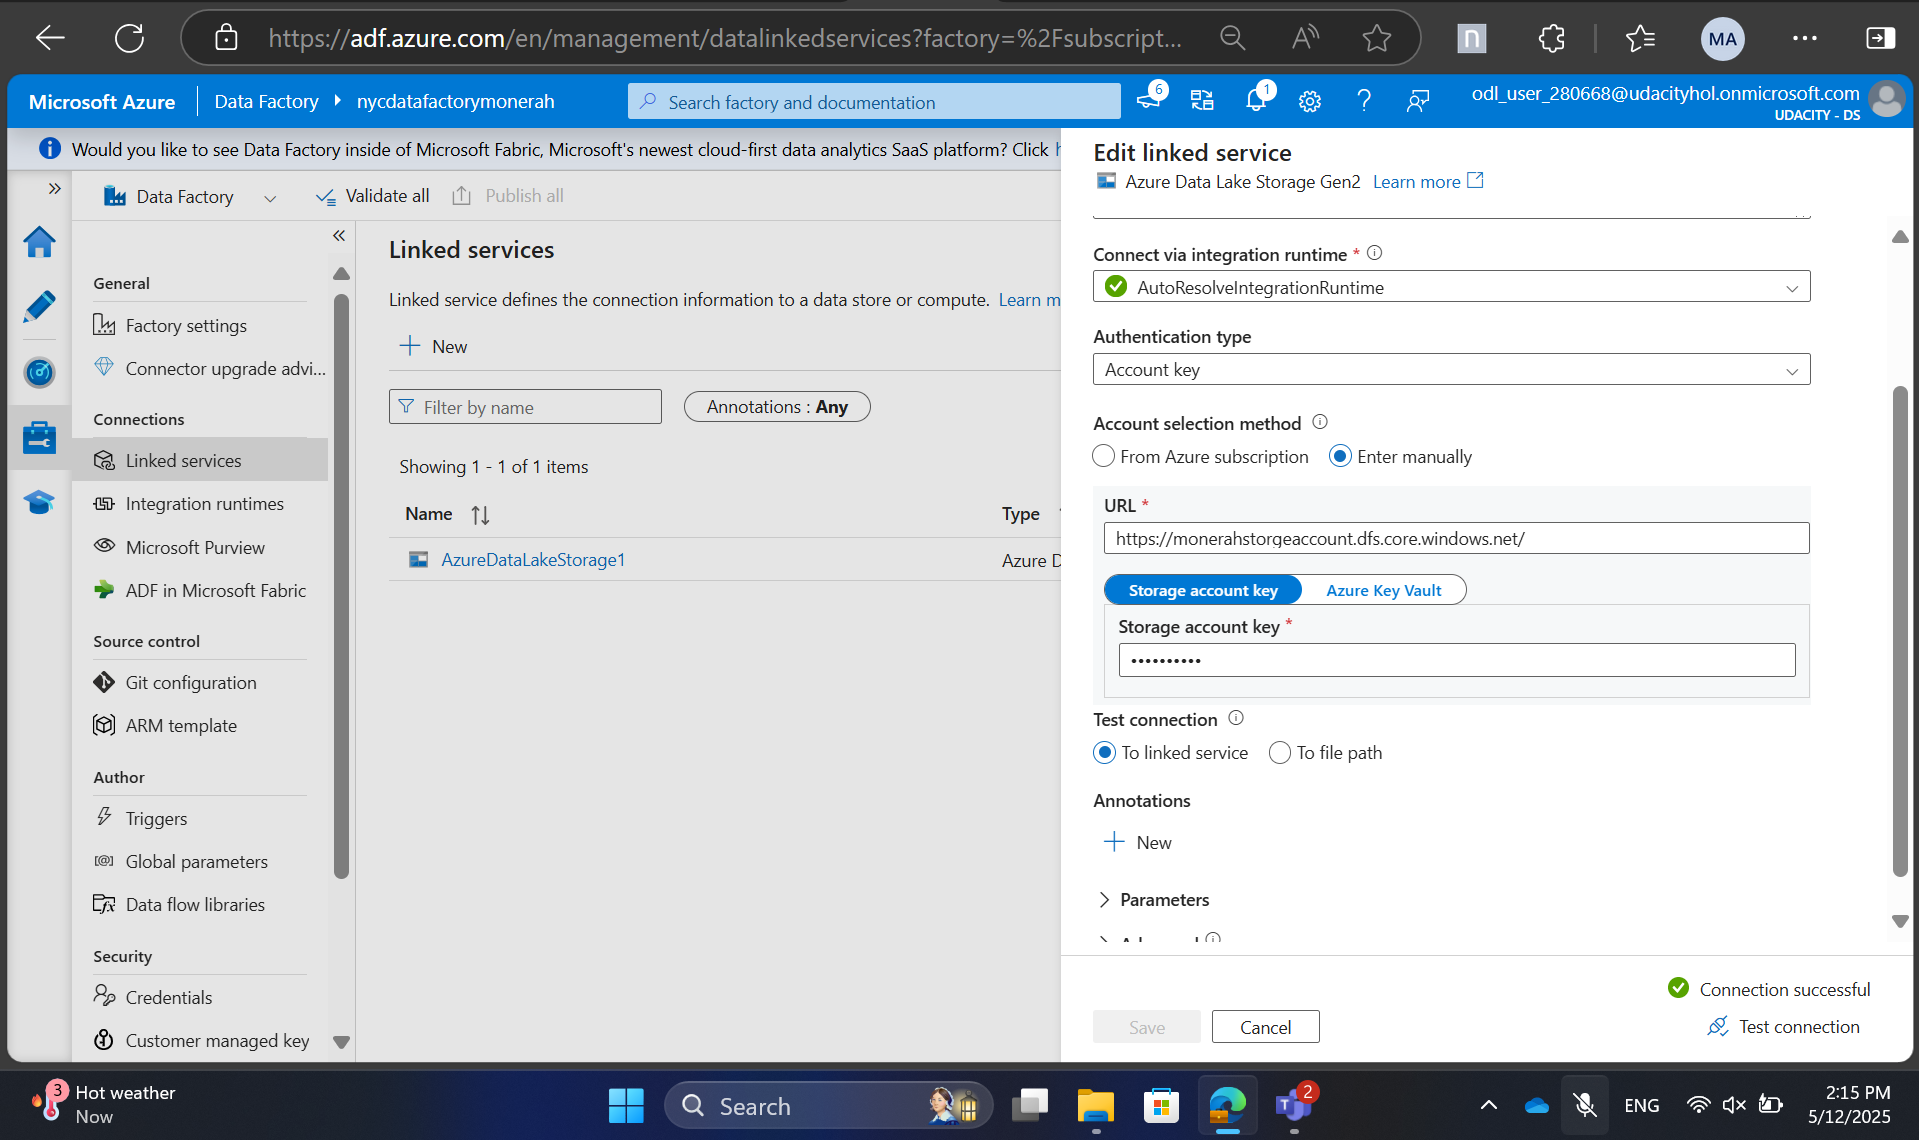 https://adf.azure.com/en/management/datalinkedservices?factory=%2Fsubscript...
MA
Microsoft Azure
Data Factory
nycdatafactorymonerah
Search factory and documentation
6
1
odl_user_280668@udacityhol.onmicrosoft.com
UDACITY - DS
Would you like to see Data Factory inside of Microsoft Fabric, Microsoft's newest cloud-first data analytics SaaS platform? Click
Data Factory
Validate all
Publish all
General
Factory settings
Connector upgrade advi...
Connections
Linked services
Integration runtimes
Microsoft Purview
ADF in Microsoft Fabric
Source control
Git configuration
ARM template
Author
Triggers
Global parameters
Data flow libraries
Security
Credentials
Customer managed key
Linked services
Linked service defines the connection information to a data store or compute. Learn m
New
Filter by name
Annotations : Any
Showing 1 - 1 of 1 items
Name
Type
AzureDataLakeStorage1
Azure D
Edit linked service
Azure Data Lake Storage Gen2 Learn more
Connect via integration runtime *
AutoResolveIntegrationRuntime
Authentication type
Account key
Account selection method
From Azure subscription
Enter manually
URL *
https://monerahstorgeaccount.dfs.core.windows.net/
Storage account key
Azure Key Vault
Storage account key *
••••••••••
Test connection
To linked service
To file path
Annotations
New
Parameters
Connection successful
Save
Cancel
Test connection
3
Hot weather
Now
Search
2
ENG
2:15 PM
5/12/2025